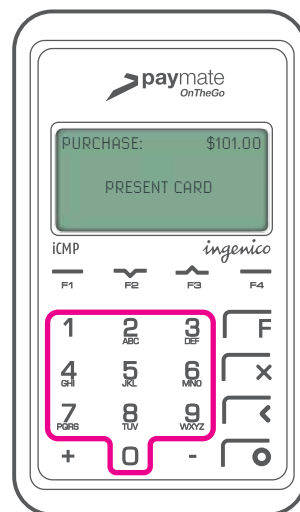 paymate
OnTheGo
PURCHASE: $101.00
PRESENT CARD
iCMP ingenico
F1 F2 F3 F4
1 2 3 F
ABC DEF
4 5 6 ×
GHI JKL MNO
7 8 9 <
PQRS TUV WXYZ
+ 0 - O